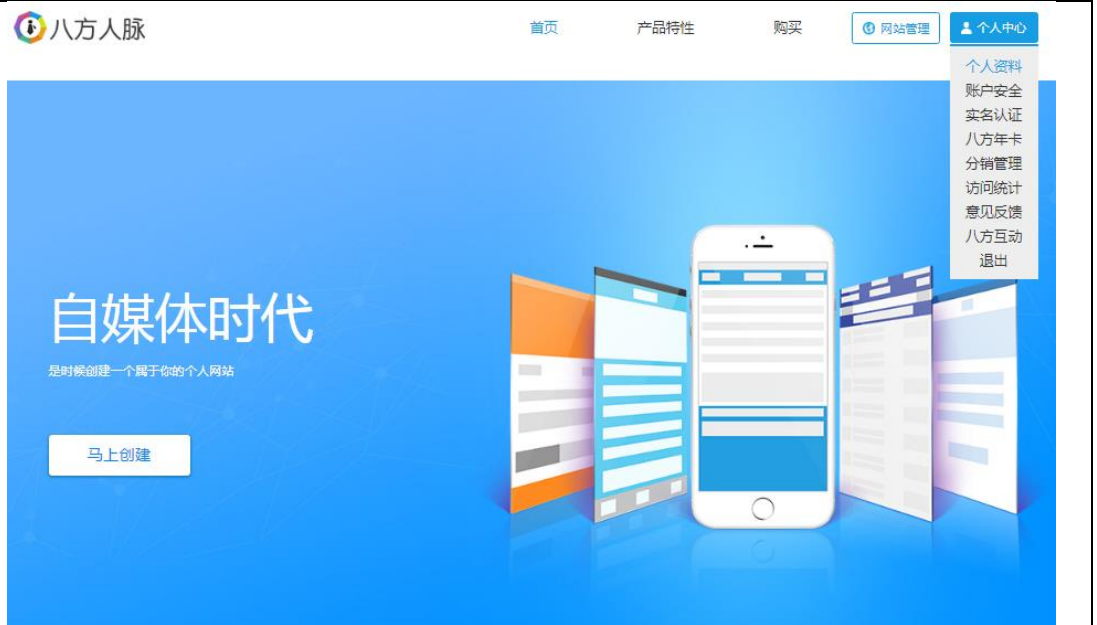 八方人脉
首页 产品特性 购买 网站管理 个人中心
个人资料
账户安全
实名认证
八方年卡
分销管理
访问统计
意见反馈
八方互动
退出
自媒体时代
是时候创建一个属于你的个人网站
马上创建